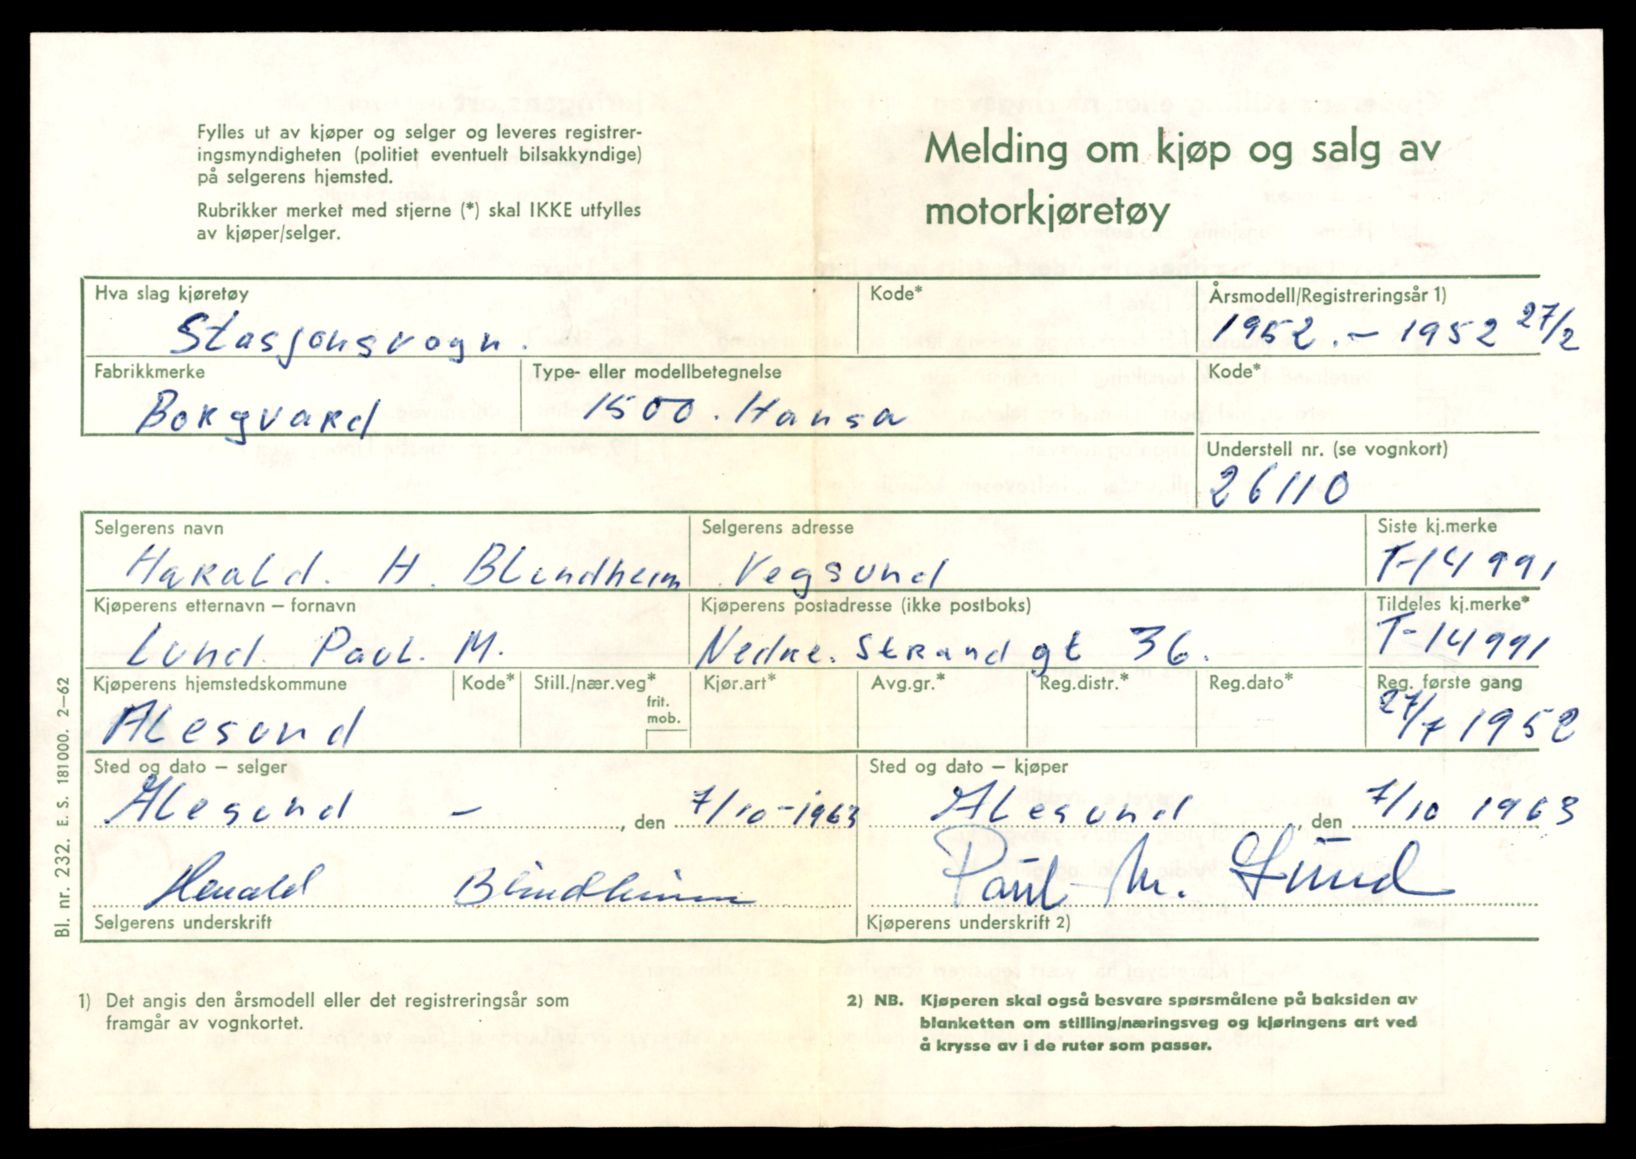 Fylles ut av kjøper og selger og leveres registrer-
ingsmyndigheten (politiet eventuelt bilsakkyndige)
på selgerens hjemsted.
Rubrikker merket med stjerne (*) skal IKKE utfylles
av kjøper/selger.
Melding om kjøp og salg av
motorkjøretøy
Hva slag kjøretøy
Stasjonsvogn.
Kode*
Årsmodell/Registreringsår 1)
1952. – 1952 27/2
Fabrikkmerke
Borgvard
Type- eller modellbetegnelse
1500. Hansa
Kode*
Understell nr. (se vognkort)
26110
Selgerens navn
Harald. H. Blindheim
Selgerens adresse
Vegsund
Siste kj.merke
T-14991
Kjøperens etternavn – fornavn
Lund. Paul. M.
Kjøperens postadresse (ikke postboks)
Nedre. Strandgt 36.
Tildeles kj.merke*
T-14991
Kjøperens hjemstedskommune
Ålesund
Kode*
Still./nær.veg*
frit.
mob.
Kjør.art*
Avg.gr.*
Reg.distr.*
Reg.dato*
Reg. første gang
27/7 1952
Sted og dato – selger
Ålesund – , den 7/10-1963
Sted og dato – kjøper
Ålesund , den 7/10 1963
Harald Blindheim
Selgerens underskrift
Paul M. Lund
Kjøperens underskrift 2)
Bl. nr. 232. E. S. 181000. 2–62
1) Det angis den årsmodell eller det registreringsår som
framgår av vognkortet.
2) NB. Kjøperen skal også besvare spørsmålene på baksiden av
blanketten om stilling/næringsveg og kjøringens art ved
å krysse av i de ruter som passer.